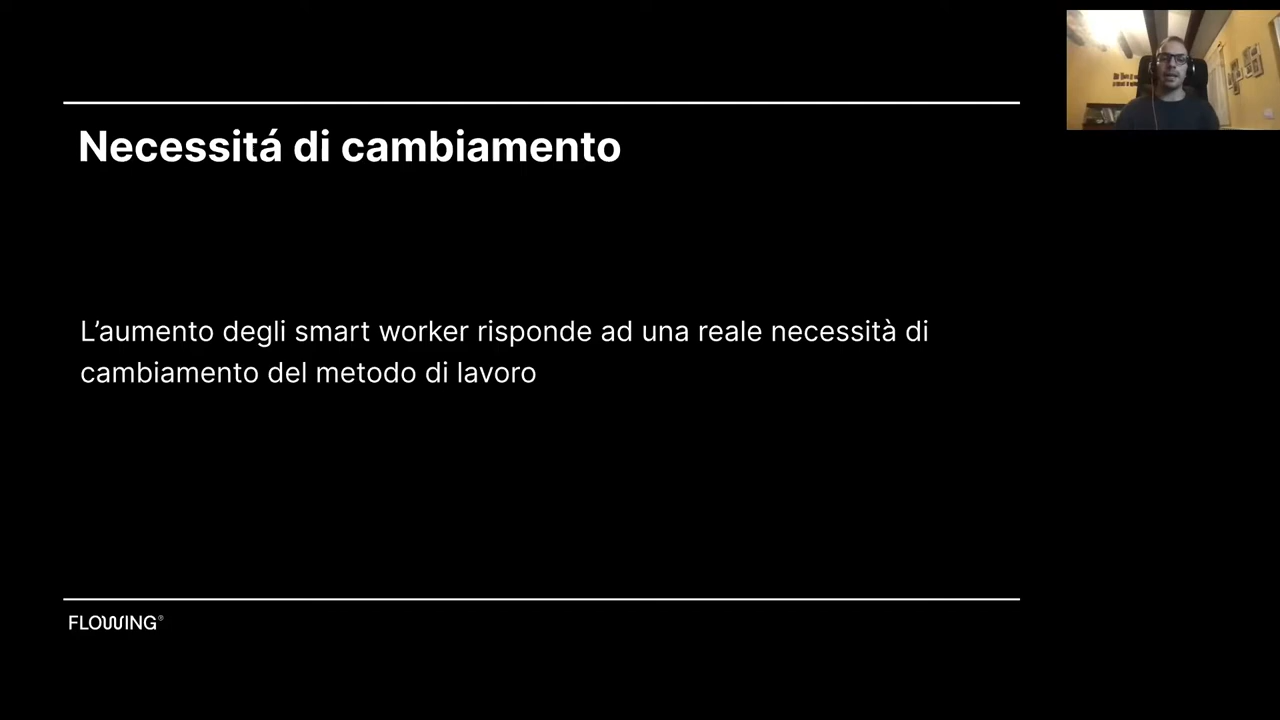 Necessitá di cambiamento
L’aumento degli smart worker risponde ad una reale necessità di
cambiamento del metodo di lavoro
FLOWING®